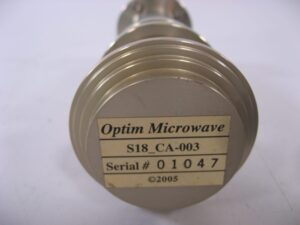 Optim Microwave
S18_CA-003
Serial # 01047
©2005